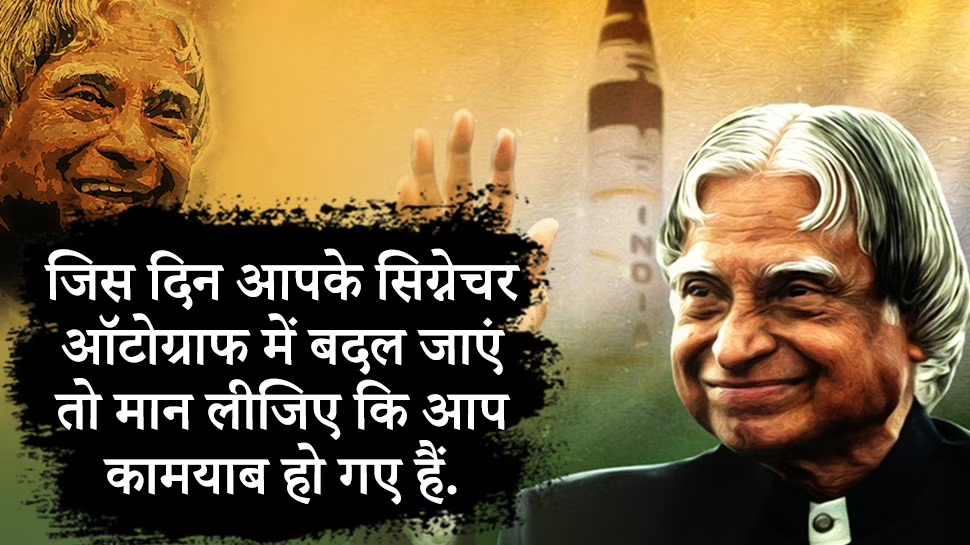 जिस दिन आपके सिग्नेचर
ऑटोग्राफ में बदल जाएं
तो मान लीजिए कि आप
कामयाब हो गए हैं.
INDIA